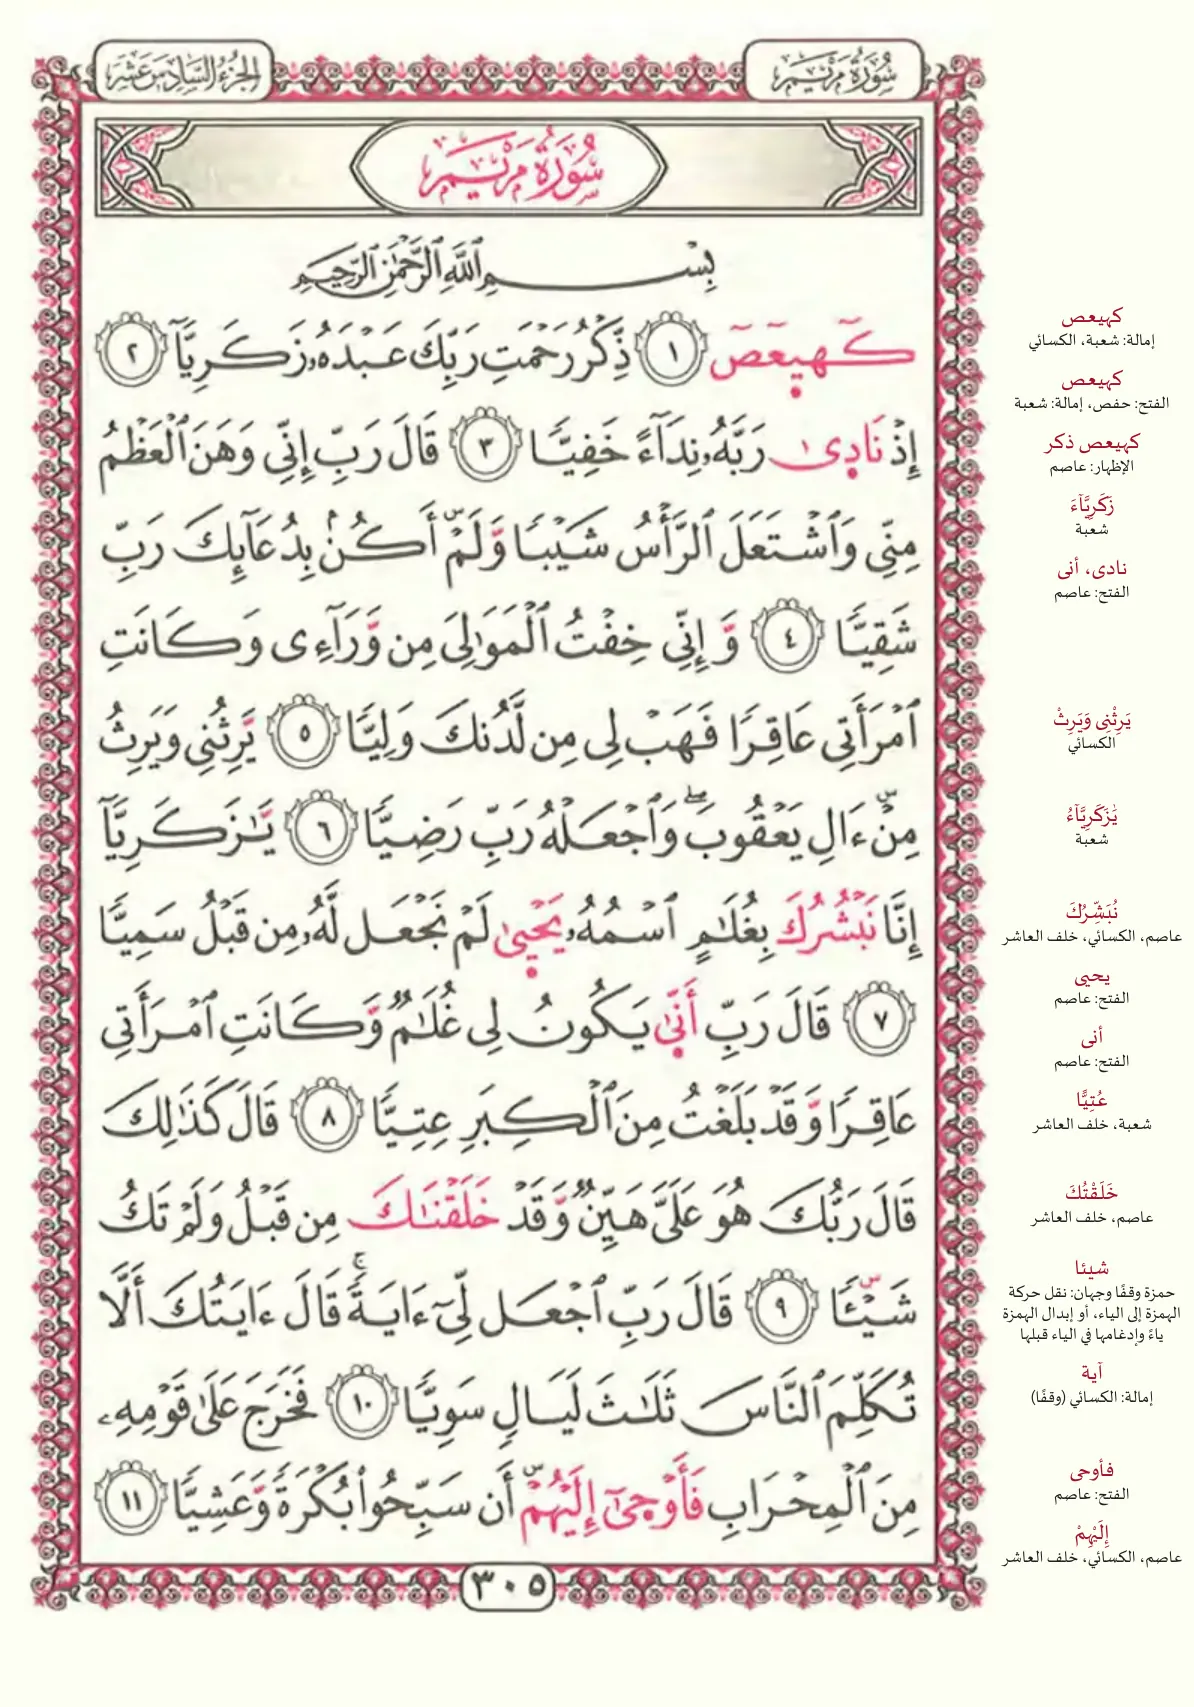 سُورَةُ مَرْيَمَ
الجُزْءُ السَّادِسَ عَشَرَ
سُورَةُ مَرْيَمَ
بِسْمِ ٱللَّهِ ٱلرَّحْمَٰنِ ٱلرَّحِيمِ
كٓهيعٓصٓ ١ ذِكْرُ رَحْمَتِ رَبِّكَ عَبْدَهُۥ زَكَرِيَّآ ٢
إِذْ نَادِىٰ رَبَّهُۥ نِدَآءً خَفِيًّا ٣ قَالَ رَبِّ إِنِّى وَهَنَ ٱلْعَظْمُ
مِنِّى وَٱشْتَعَلَ ٱلرَّأْسُ شَيْبًا وَّلَمْ أَكُنۢ بِدُعَآئِكَ رَبِّ
شَقِيًّا ٤ وَّإِنِّى خِفْتُ ٱلْمَوَٰلِىَ مِن وَّرَآءِى وَكَانَتِ
ٱمْرَأَتِى عَاقِرًا فَهَبْ لِى مِن لَّدُنكَ وَلِيًّا ٥ يَّرِثُنِى وَيَرِثُ
مِنْ ءَالِ يَعْقُوبَ ۖ وَٱجْعَلْهُ رَبِّ رَضِيًّا ٦ يَّٰزَكَرِيَّآ
إِنَّا نَبْشُرُكَ بِغُلَٰمٍ ٱسْمُهُۥ يَحْيِىٰ لَمْ نَجْعَل لَّهُۥ مِن قَبْلُ سَمِيًّا
٧ قَالَ رَبِّ أَنِّىٰ يَكُونُ لِى غُلَٰمٌ وَّكَانَتِ ٱمْرَأَتِى
عَاقِرًا وَّقَدْ بَلَغْتُ مِنَ ٱلْكِبَرِ عِتِيًّا ٨ قَالَ كَذَٰلِكَ
قَالَ رَبُّكَ هُوَ عَلَىَّ هَيِّنٌ وَّقَدْ خَلَقْنَٰكَ مِن قَبْلُ وَلَمْ تَكُ
شَيْـًٔا ٩ قَالَ رَبِّ ٱجْعَل لِّىٓ ءَايَةً ۚ قَالَ ءَايَتُكَ أَلَّا
تُكَلِّمَ ٱلنَّاسَ ثَلَٰثَ لَيَالٍ سَوِيًّا ١٠ فَخَرَجَ عَلَىٰ قَوْمِهِۦ
مِنَ ٱلْمِحْرَابِ فَأَوْحِىٰٓ إِلَيْهُمْ أَن سَبِّحُوا۟ بُكْرَةً وَّعَشِيًّا ١١
٣٠٥
كهيعص
إمالة: شعبة، الكسائي
كهيعص
الفتح: حفص، إمالة: شعبة
كهيعص ذكر
الإظهار: عاصم
زَكَرِيَّآءَ
شعبة
نادى، أنى
الفتح: عاصم
يَرِثْنِى وَيَرِثْ
الكسائي
يَٰزَكَرِيَّآءُ
شعبة
نُبَشِّرُكَ
عاصم، الكسائي، خلف العاشر
يحيى
الفتح: عاصم
أنى
الفتح: عاصم
عُتِيًّا
شعبة، خلف العاشر
خَلَقْتُكَ
عاصم، خلف العاشر
شيئا
حمزة وقفًا وجهان: نقل حركة
الهمزة إلى الياء، أو إبدال الهمزة
ياءً وإدغامها في الياء قبلها
آية
إمالة: الكسائي (وقفًا)
فأوحى
الفتح: عاصم
إِلَيْهِمْ
عاصم، الكسائي، خلف العاشر